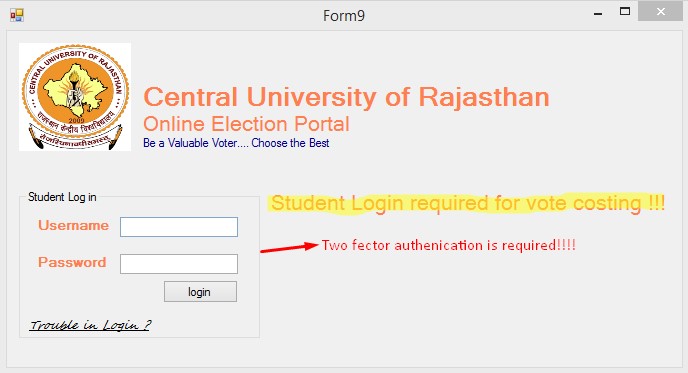 Form9
CENTRAL UNIVERSITY OF RAJASTHAN
2009
राजस्थान केन्द्रीय विश्वविद्यालय
Central University of Rajasthan
Online Election Portal
Be a Valuable Voter.... Choose the Best
Student Log in
Student Login required for vote costing !!!
Username
Two fector authenication is required!!!!
Password
login
Trouble in Login ?